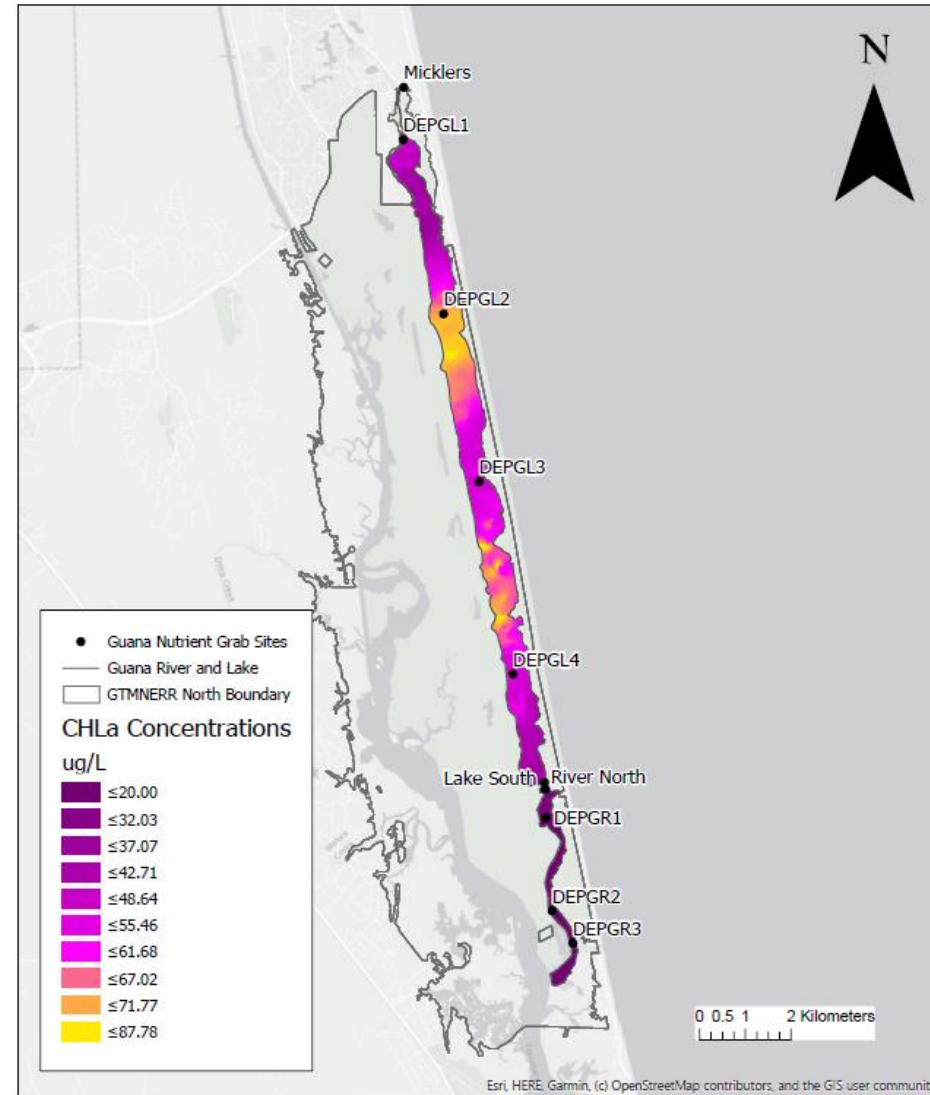 N
Micklers
DEPGL1
DEPGL2
DEPGL3
DEPGL4
Lake South
River North
DEPGR1
DEPGR2
DEPGR3
Guana Nutrient Grab Sites
Guana River and Lake
GTMNERR North Boundary
CHLa Concentrations
ug/L
≤20.00
≤32.03
≤37.07
≤42.71
≤48.64
≤55.46
≤61.68
≤67.02
≤71.77
≤87.78
0 0.5 1 2 Kilometers
Esri, HERE, Garmin, (c) OpenStreetMap contributors, and the GIS user communit